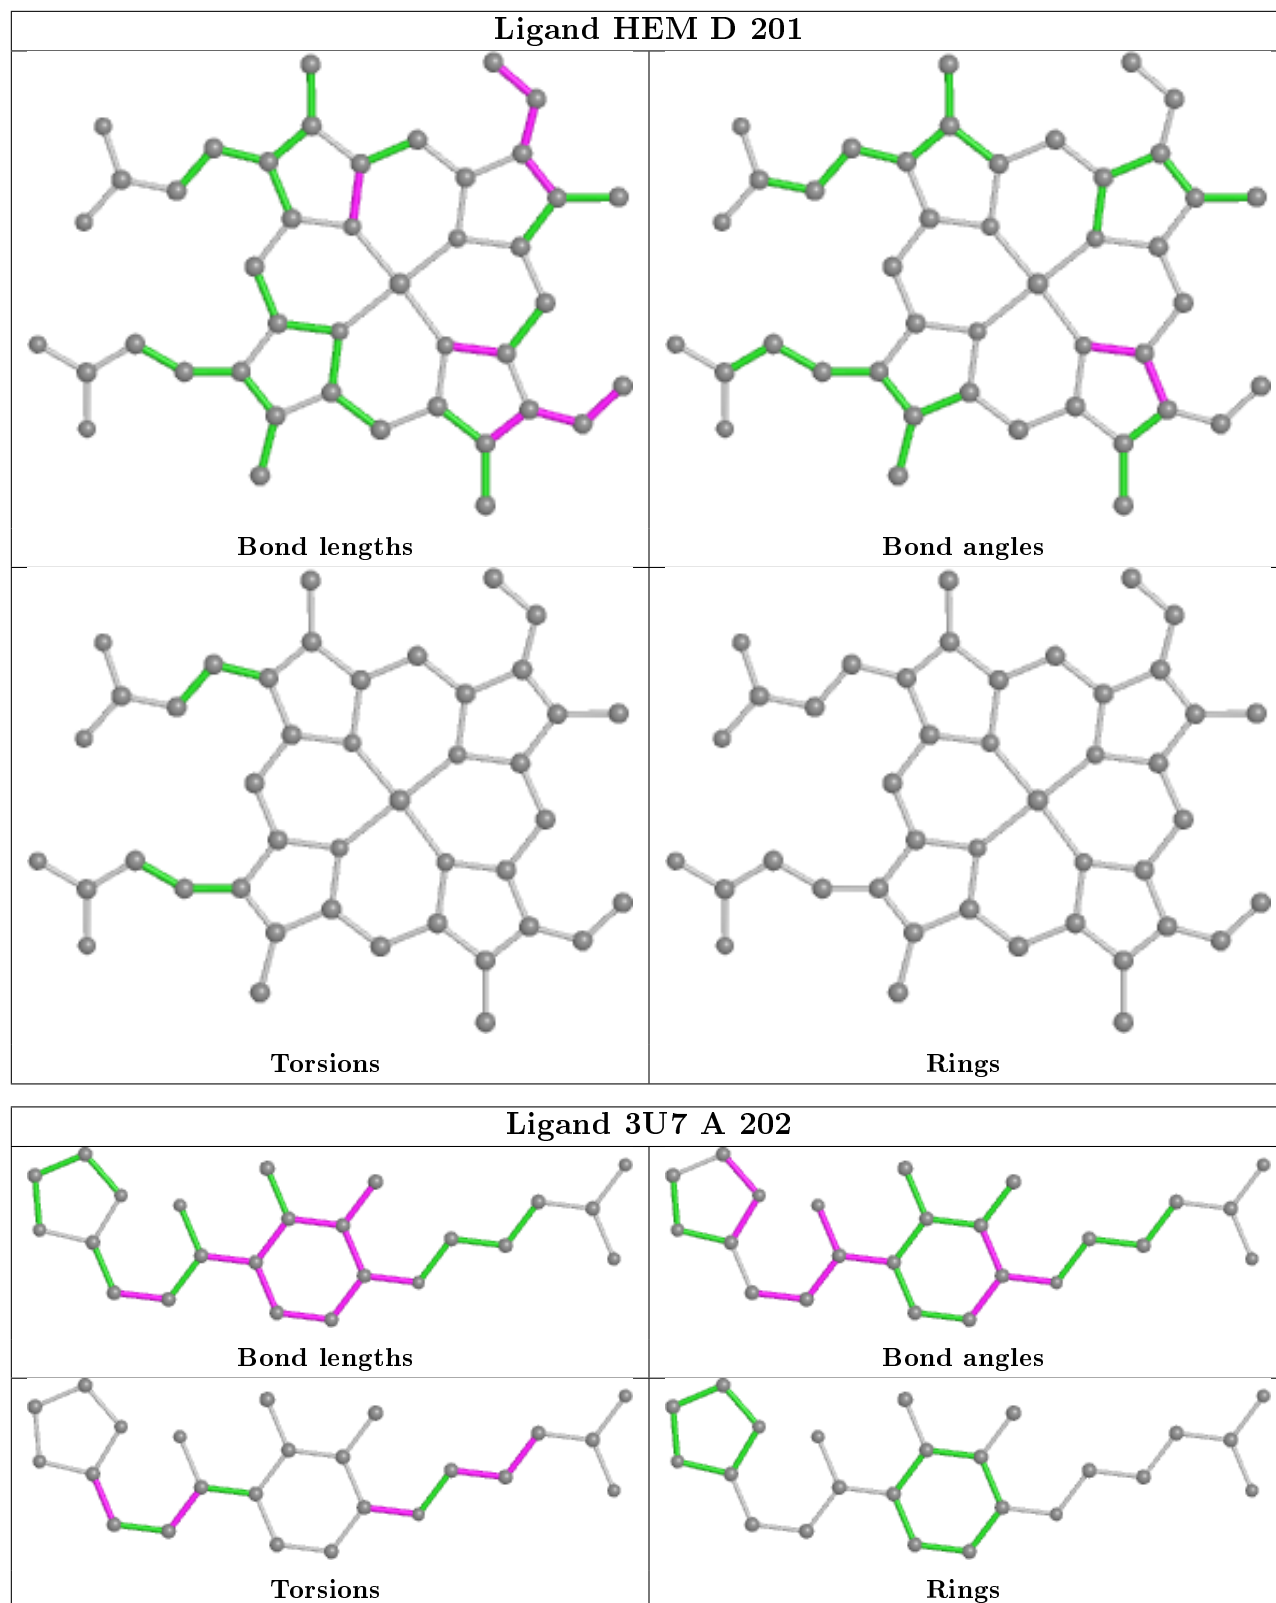 Ligand HEM D 201
Bond lengths
Bond angles
Torsions
Rings
Ligand 3U7 A 202
Bond lengths
Bond angles
Torsions
Rings